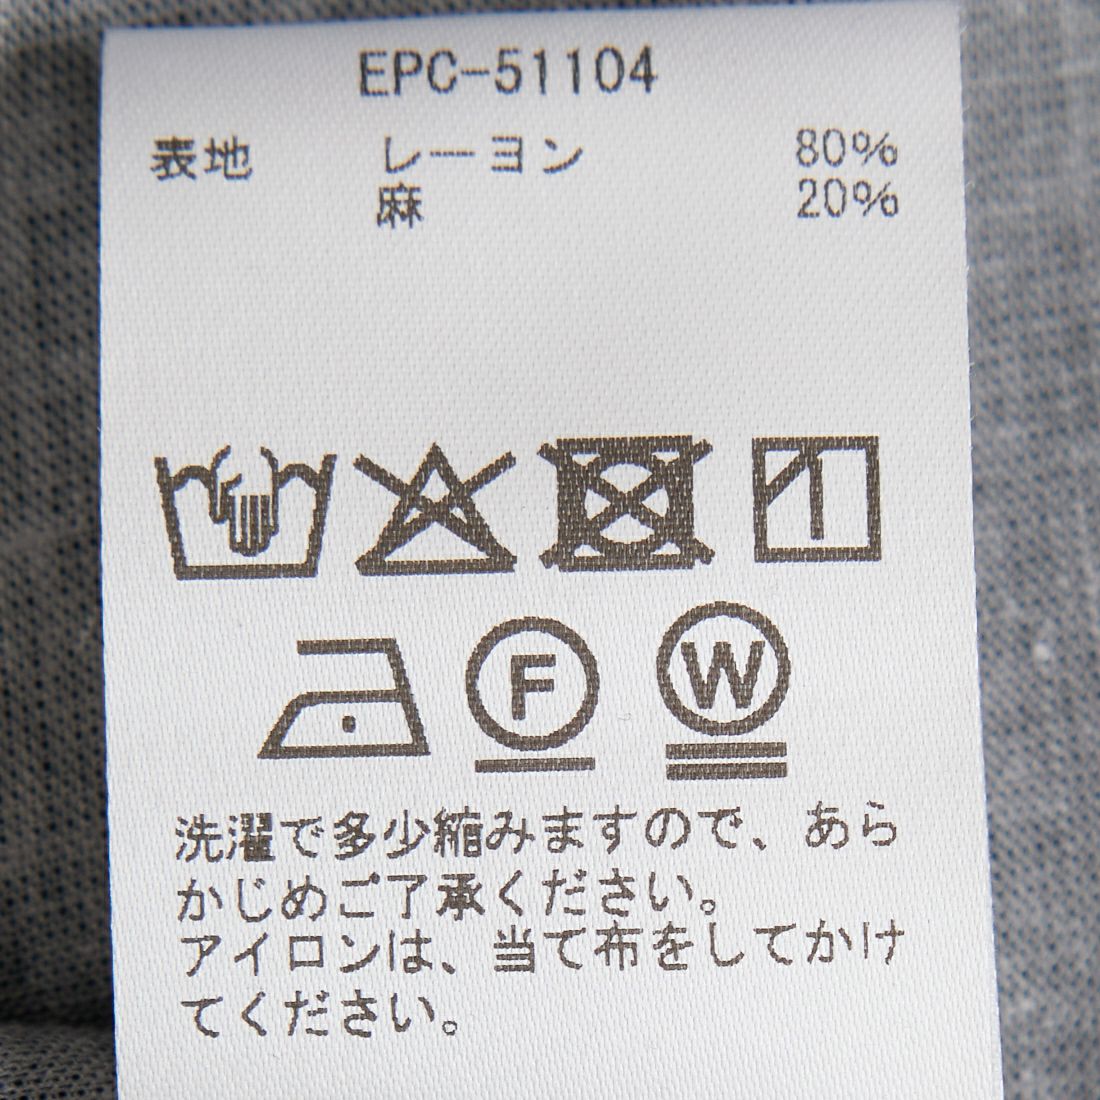 EPC-51104
表地 レーヨン 80%
麻 20%
F W
洗濯で多少縮みますので、あら
かじめご了承ください。
アイロンは、当て布をしてかけ
てください。